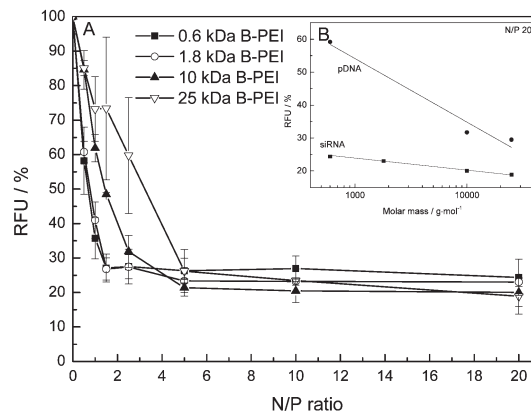 A
0.6 kDa B-PEI
1.8 kDa B-PEI
10 kDa B-PEI
25 kDa B-PEI
RFU / %
100
90
80
70
60
50
40
30
20
10
0
0 2 4 6 8 10 12 14 16 18 20
N/P ratio
B
N/P 20
pDNA
siRNA
RFU / %
60
50
40
30
20
1000 10000
Molar mass / g·mol⁻¹